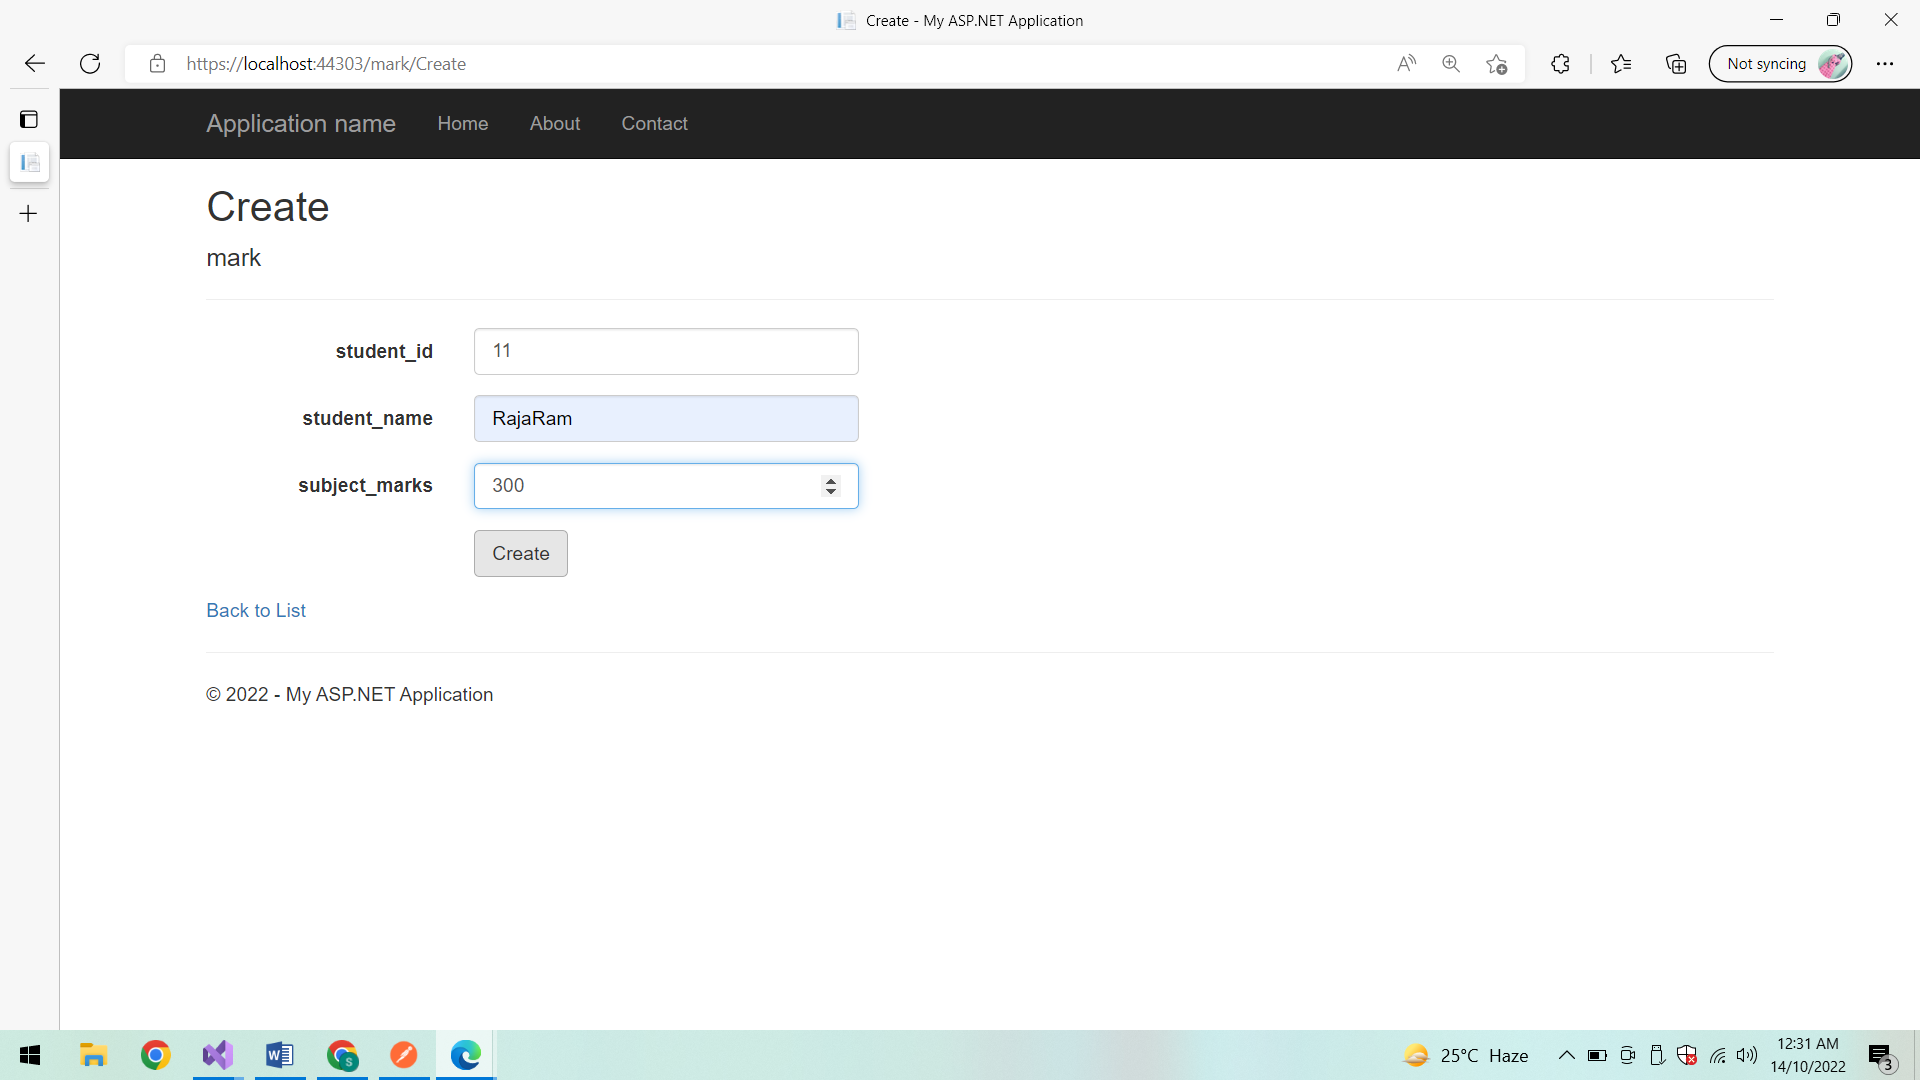 Create - My ASP.NET Application
https://localhost:44303/mark/Create
Not syncing
Application name Home About Contact
Create
mark
student_id 11
student_name RajaRam
subject_marks 300
Create
Back to List
© 2022 - My ASP.NET Application
25°C Haze
12:31 AM
14/10/2022
3